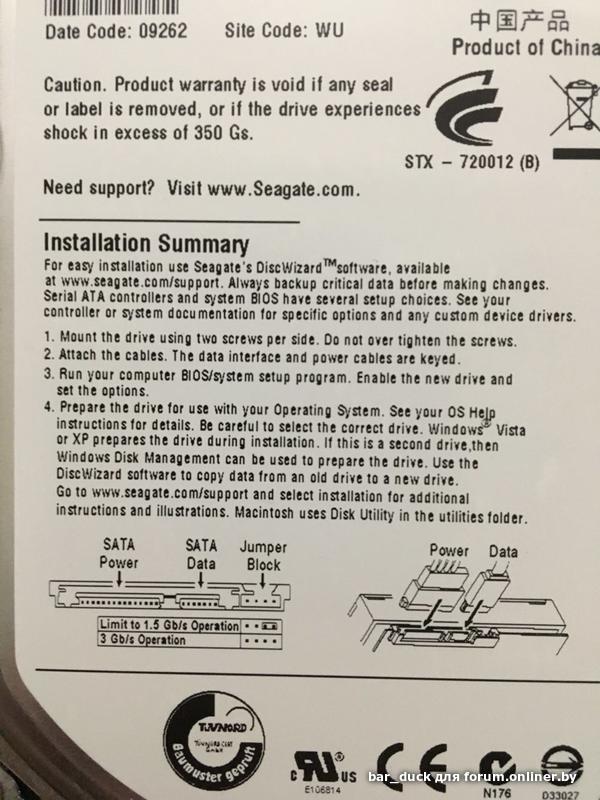 Date Code: 09262 Site Code: WU
中国产品
Product of China
Caution. Product warranty is void if any seal
or label is removed, or if the drive experiences
shock in excess of 350 Gs.
STX – 720012 (B)
Need support? Visit www.Seagate.com.
Installation Summary
For easy installation use Seagate's DiscWizard™software, available
at www.seagate.com/support. Always backup critical data before making changes.
Serial ATA controllers and system BIOS have several setup choices. See your
controller or system documentation for specific options and any custom device drivers.
1. Mount the drive using two screws per side. Do not over tighten the screws.
2. Attach the cables. The data interface and power cables are keyed.
3. Run your computer BIOS/system setup program. Enable the new drive and
set the options.
4. Prepare the drive for use with your Operating System. See your OS Help
instructions for details. Be careful to select the correct drive. Windows® Vista
or XP prepares the drive during installation. If this is a second drive,then
Windows Disk Management can be used to prepare the drive. Use the
DiscWizard software to copy data from an old drive to a new drive.
Go to www.seagate.com/support and select installation for additional
instructions and illustrations. Macintosh uses Disk Utility in the utilities folder.
SATA Power
SATA Data
Jumper Block
Power Data
Limit to 1.5 Gb/s Operation
3 Gb/s Operation
TÜVNORD
TÜV NORD CERT
GmbH
Baumuster geprüft
c UR® US
E106814
CE
N176
D33027
bar_duck для forum.onliner.by